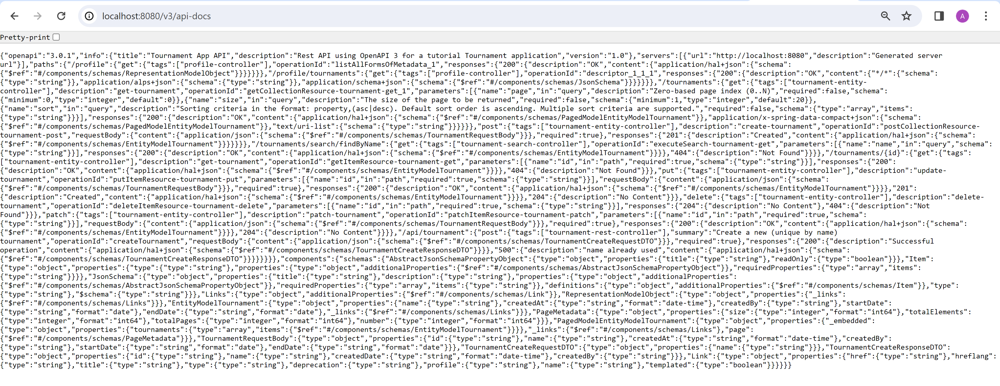 localhost:8080/v3/api-docs
A
Pretty-print
{"openapi":"3.0.1","info":{"title":"Tournament App API","description":"Rest API using OpenAPI 3 for a tutorial Tournament application","version":"1.0"},"servers":[{"url":"http://localhost:8080","description":"Generated server
url"}],"paths":{"/profile":{"get":{"tags":["profile-controller"],"operationId":"listAllFormsOfMetadata_1","responses":{"200":{"description":"OK","content":{"application/hal+json":{"schema":
{"$ref":"#/components/schemas/RepresentationModelObject"}}}}}}},"/profile/tournaments":{"get":{"tags":["profile-controller"],"operationId":"descriptor_1_1_1","responses":{"200":{"description":"OK","content":{"*/*":{"schema":
{"type":"string"}},"application/alps+json":{"schema":{"type":"string"}},"application/schema+json":{"schema":{"$ref":"#/components/schemas/JsonSchema"}}}}}}},"/tournaments":{"get":{"tags":["tournament-entity-
controller"],"description":"get-tournament","operationId":"getCollectionResource-tournament-get_1","parameters":[{"name":"page","in":"query","description":"Zero-based page index (0..N)","required":false,"schema":
{"minimum":0,"type":"integer","default":0}},{"name":"size","in":"query","description":"The size of the page to be returned","required":false,"schema":{"minimum":1,"type":"integer","default":20}},
{"name":"sort","in":"query","description":"Sorting criteria in the format: property,(asc|desc). Default sort order is ascending. Multiple sort criteria are supported.","required":false,"schema":{"type":"array","items":
{"type":"string"}}}],"responses":{"200":{"description":"OK","content":{"application/hal+json":{"schema":{"$ref":"#/components/schemas/PagedModelEntityModelTournament"}},"application/x-spring-data-compact+json":{"schema":
{"$ref":"#/components/schemas/PagedModelEntityModelTournament"}},"text/uri-list":{"schema":{"type":"string"}}}}}},"post":{"tags":["tournament-entity-controller"],"description":"create-tournament","operationId":"postCollectionResource-
tournament-post","requestBody":{"content":{"application/json":{"schema":{"$ref":"#/components/schemas/TournamentRequestBody"}}},"required":true},"responses":{"201":{"description":"Created","content":{"application/hal+json":{"schema":
{"$ref":"#/components/schemas/EntityModelTournament"}}}}}}},"/tournaments/search/findByName":{"get":{"tags":["tournament-search-controller"],"operationId":"executeSearch-tournament-get","parameters":[{"name":"name","in":"query","schema":
{"type":"string"}}],"responses":{"200":{"description":"OK","content":{"application/hal+json":{"schema":{"$ref":"#/components/schemas/EntityModelTournament"}}}},"404":{"description":"Not Found"}}}},"/tournaments/{id}":{"get":{"tags":
["tournament-entity-controller"],"description":"get-tournament","operationId":"getItemResource-tournament-get","parameters":[{"name":"id","in":"path","required":true,"schema":{"type":"string"}}],"responses":{"200":
{"description":"OK","content":{"application/hal+json":{"schema":{"$ref":"#/components/schemas/EntityModelTournament"}}}},"404":{"description":"Not Found"}}},"put":{"tags":["tournament-entity-controller"],"description":"update-
tournament","operationId":"putItemResource-tournament-put","parameters":[{"name":"id","in":"path","required":true,"schema":{"type":"string"}}],"requestBody":{"content":{"application/json":{"schema":
{"$ref":"#/components/schemas/TournamentRequestBody"}}},"required":true},"responses":{"200":{"description":"OK","content":{"application/hal+json":{"schema":{"$ref":"#/components/schemas/EntityModelTournament"}}}},"201":
{"description":"Created","content":{"application/hal+json":{"schema":{"$ref":"#/components/schemas/EntityModelTournament"}}}},"204":{"description":"No Content"}}},"delete":{"tags":["tournament-entity-controller"],"description":"delete-
tournament","operationId":"deleteItemResource-tournament-delete","parameters":[{"name":"id","in":"path","required":true,"schema":{"type":"string"}}],"responses":{"204":{"description":"No Content"},"404":{"description":"Not
Found"}}},"patch":{"tags":["tournament-entity-controller"],"description":"patch-tournament","operationId":"patchItemResource-tournament-patch","parameters":[{"name":"id","in":"path","required":true,"schema":
{"type":"string"}}],"requestBody":{"content":{"application/json":{"schema":{"$ref":"#/components/schemas/TournamentRequestBody"}}},"required":true},"responses":{"200":{"description":"OK","content":{"application/hal+json":{"schema":
{"$ref":"#/components/schemas/EntityModelTournament"}}}},"204":{"description":"No Content"}}}},"/api/tournament":{"post":{"tags":["tournament-rest-controller"],"summary":"Create a new (unique by name)
tournament","operationId":"createTournament","requestBody":{"content":{"application/json":{"schema":{"$ref":"#/components/schemas/TournamentCreateRequestDTO"}}},"required":true},"responses":{"200":{"description":"Successful
operation","content":{"application/hal+json":{"schema":{"$ref":"#/components/schemas/TournamentCreateResponseDTO"}}}},"500":{"description":"name already used","content":{"application/hal+json":{"schema":
{"$ref":"#/components/schemas/TournamentCreateResponseDTO"}}}}}}}},"components":{"schemas":{"AbstractJsonSchemaPropertyObject":{"type":"object","properties":{"title":{"type":"string"},"readOnly":{"type":"boolean"}}},"Item":
{"type":"object","properties":{"type":{"type":"string"},"properties":{"type":"object","additionalProperties":{"$ref":"#/components/schemas/AbstractJsonSchemaPropertyObject"}},"requiredProperties":{"type":"array","items":
{"type":"string"}}}},"JsonSchema":{"type":"object","properties":{"title":{"type":"string"},"description":{"type":"string"},"properties":{"type":"object","additionalProperties":
{"$ref":"#/components/schemas/AbstractJsonSchemaPropertyObject"}},"requiredProperties":{"type":"array","items":{"type":"string"}},"definitions":{"type":"object","additionalProperties":{"$ref":"#/components/schemas/Item"}},"type":
{"type":"string"},"$schema":{"type":"string"}}},"Links":{"type":"object","additionalProperties":{"$ref":"#/components/schemas/Link"}},"RepresentationModelObject":{"type":"object","properties":{"_links":
{"$ref":"#/components/schemas/Links"}}},"EntityModelTournament":{"type":"object","properties":{"name":{"type":"string"},"createdAt":{"type":"string","format":"date-time"},"createdBy":{"type":"string"},"startDate":
{"type":"string","format":"date"},"endDate":{"type":"string","format":"date"},"_links":{"$ref":"#/components/schemas/Links"}}},"PageMetadata":{"type":"object","properties":{"size":{"type":"integer","format":"int64"},"totalElements":
{"type":"integer","format":"int64"},"totalPages":{"type":"integer","format":"int64"},"number":{"type":"integer","format":"int64"}}},"PagedModelEntityModelTournament":{"type":"object","properties":{"_embedded":
{"type":"object","properties":{"tournaments":{"type":"array","items":{"$ref":"#/components/schemas/EntityModelTournament"}}}},"_links":{"$ref":"#/components/schemas/Links"},"page":
{"$ref":"#/components/schemas/PageMetadata"}}},"TournamentRequestBody":{"type":"object","properties":{"id":{"type":"string"},"name":{"type":"string"},"createdAt":{"type":"string","format":"date-time"},"createdBy":
{"type":"string"},"startDate":{"type":"string","format":"date"},"endDate":{"type":"string","format":"date"}}},"TournamentCreateRequestDTO":{"type":"object","properties":{"name":{"type":"string"}}},"TournamentCreateResponseDTO":
{"type":"object","properties":{"id":{"type":"string"},"name":{"type":"string"},"createdDate":{"type":"string","format":"date-time"},"createdBy":{"type":"string"}}},"Link":{"type":"object","properties":{"href":{"type":"string"},"hreflang":
{"type":"string"},"title":{"type":"string"},"type":{"type":"string"},"deprecation":{"type":"string"},"profile":{"type":"string"},"name":{"type":"string"},"templated":{"type":"boolean"}}}}}}